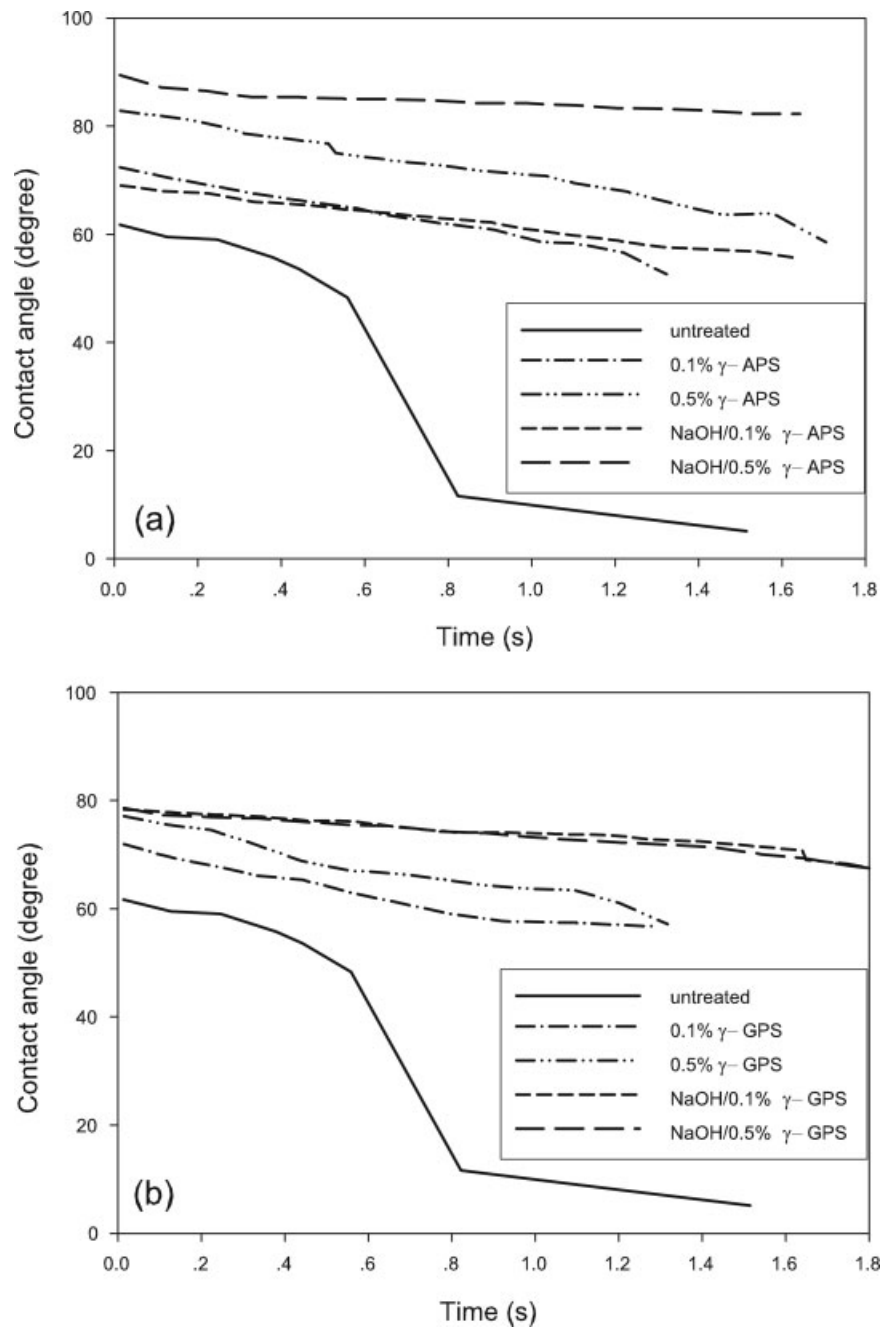 100
80
60
40
20
0
Contact angle (degree)
untreated
0.1% γ– APS
0.5% γ– APS
NaOH/0.1% γ– APS
NaOH/0.5% γ– APS
(a)
0.0 .2 .4 .6 .8 1.0 1.2 1.4 1.6 1.8
Time (s)
100
80
60
40
20
0
Contact angle (degree)
untreated
0.1% γ– GPS
0.5% γ– GPS
NaOH/0.1% γ– GPS
NaOH/0.5% γ– GPS
(b)
0.0 .2 .4 .6 .8 1.0 1.2 1.4 1.6 1.8
Time (s)